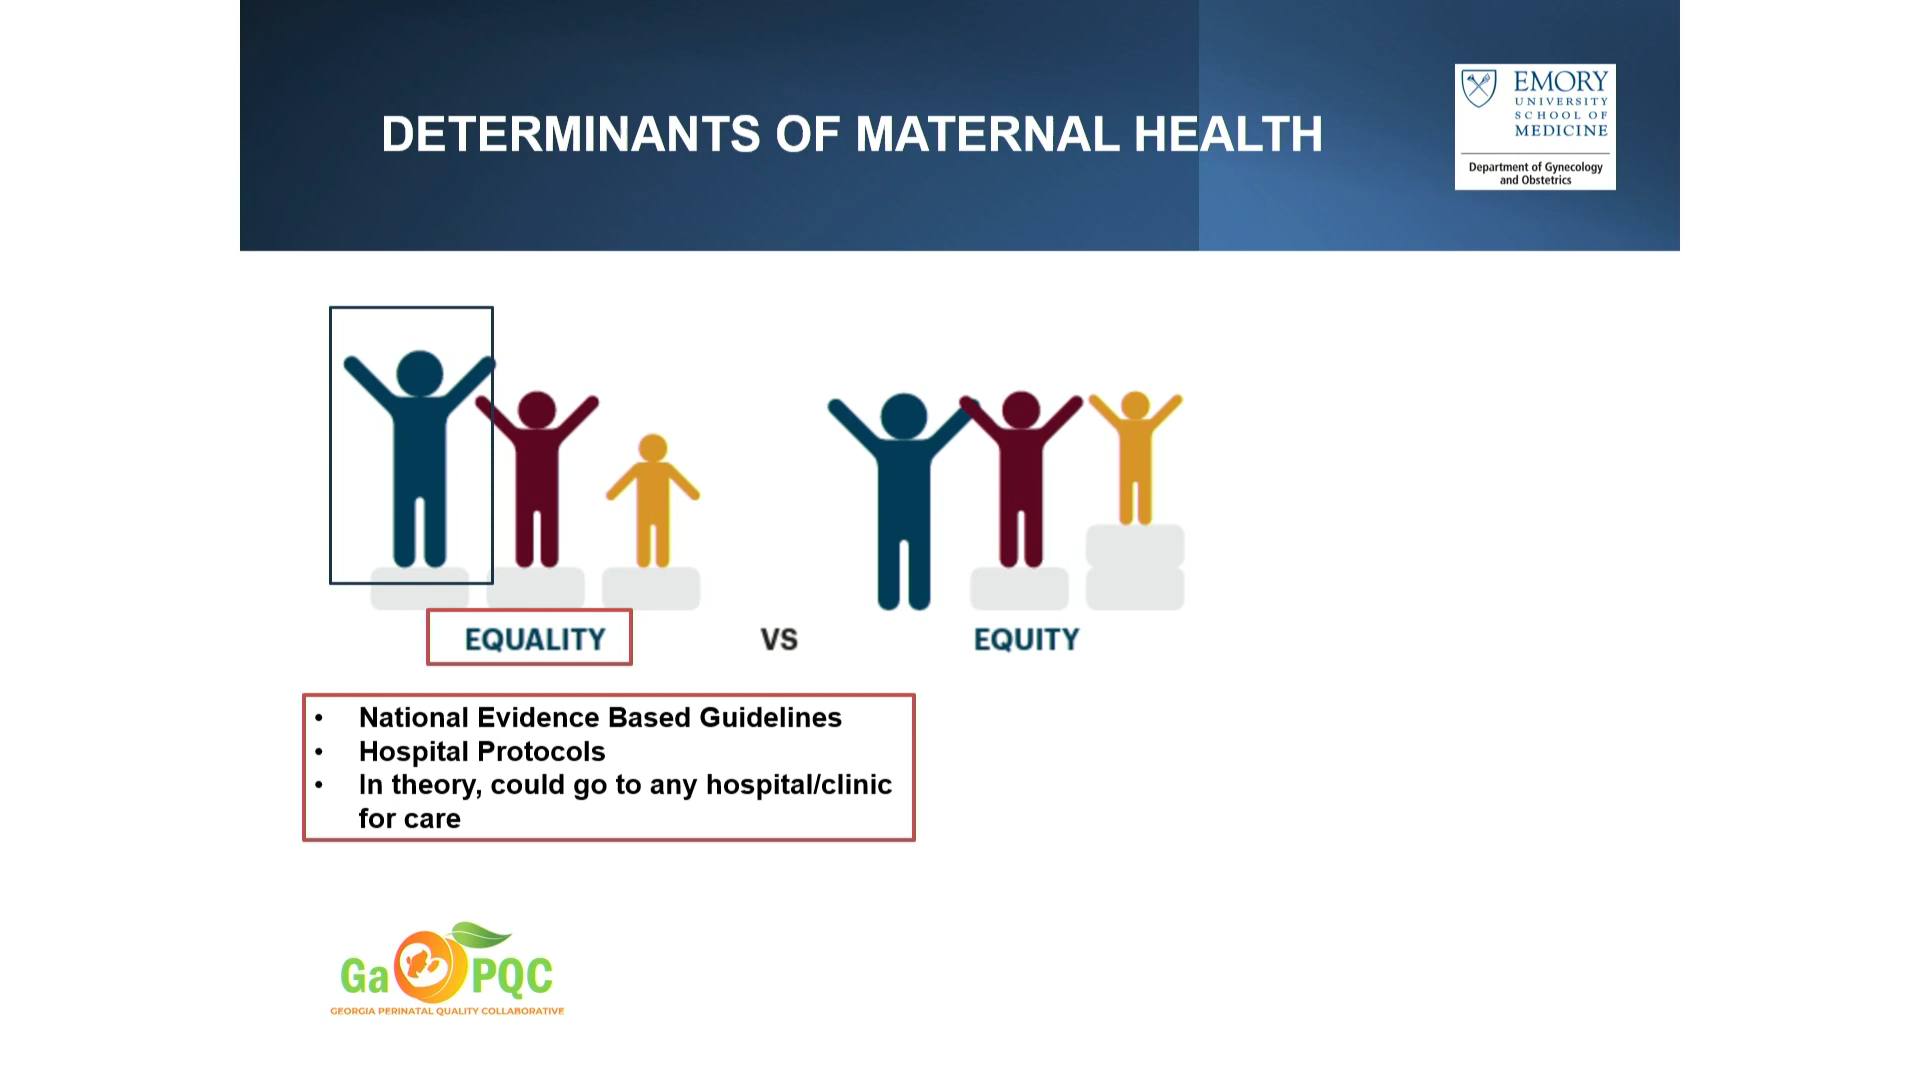 DETERMINANTS OF MATERNAL HEALTH
EMORY
UNIVERSITY
SCHOOL OF
MEDICINE
Department of Gynecology
and Obstetrics
EQUALITY
VS
EQUITY
• National Evidence Based Guidelines
• Hospital Protocols
• In theory, could go to any hospital/clinic
for care
Ga PQC
GEORGIA PERINATAL QUALITY COLLABORATIVE